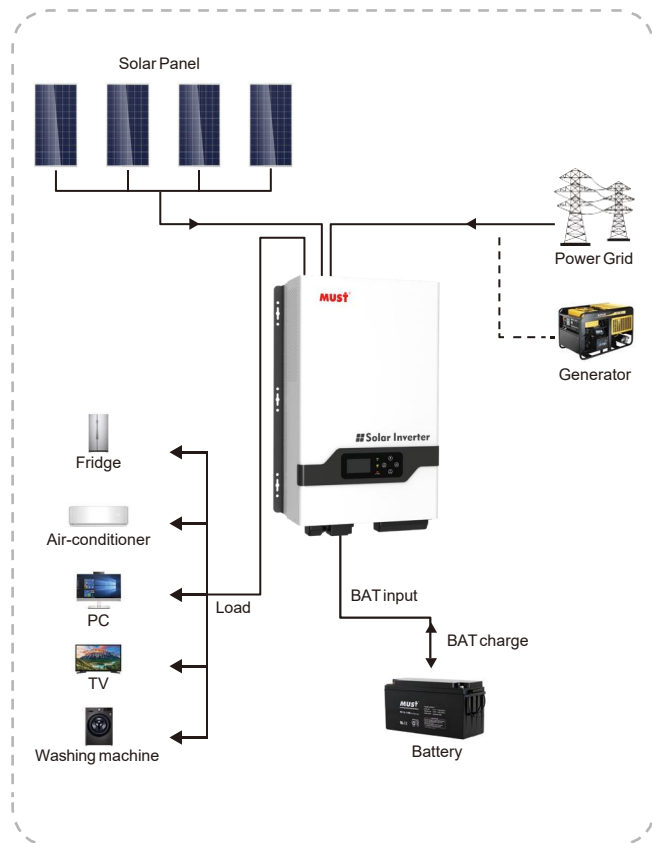 Solar Panel
Power Grid
MUST
Generator
Solar Inverter
Fridge
Air-conditioner
PC
Load
BAT input
BAT charge
TV
MUST
Battery
Washing machine